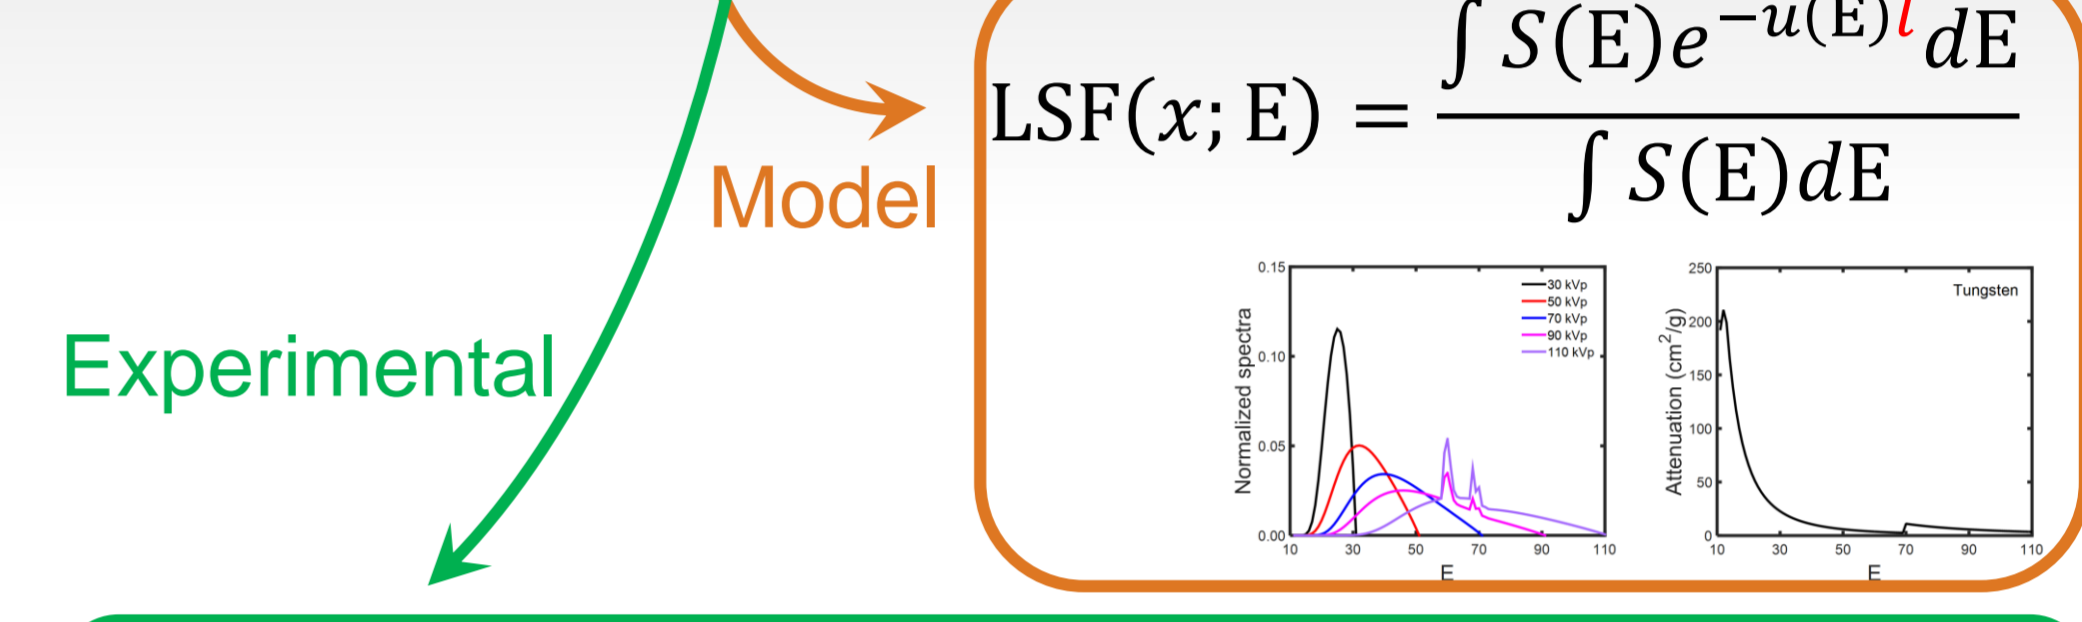 ∫ S(E)e^{−u(E)l} dE
LSF(x; E) =
∫ S(E)dE
Model
Experimental
0.15
0.10
0.05
0.00
Normalized spectra
30 kVp
50 kVp
70 kVp
90 kVp
110 kVp
10 30 50 70 90 110
E
250
200
150
100
50
0
Attenuation (cm²/g)
Tungsten
10 30 50 70 90 110
E